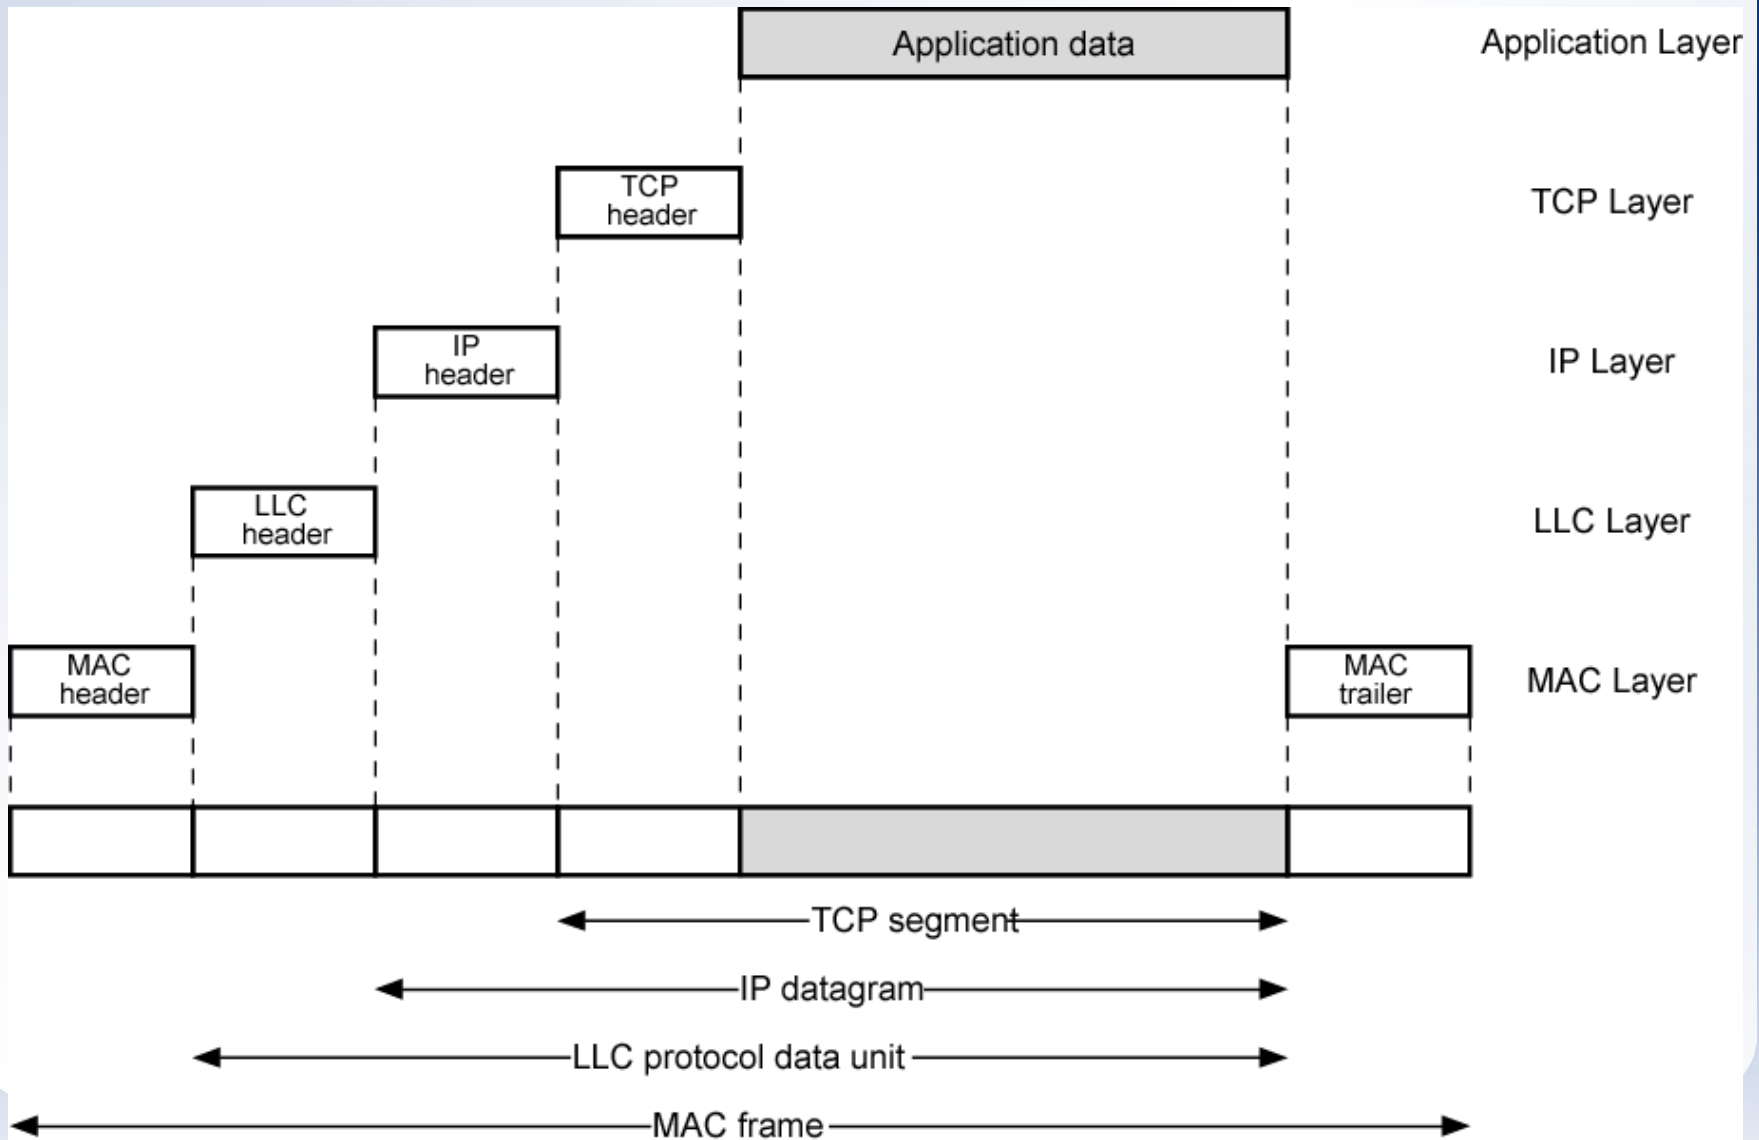 Application data
Application Layer
TCP
header
TCP Layer
IP
header
IP Layer
LLC
header
LLC Layer
MAC
header
MAC
trailer
MAC Layer
TCP segment
IP datagram
LLC protocol data unit
MAC frame